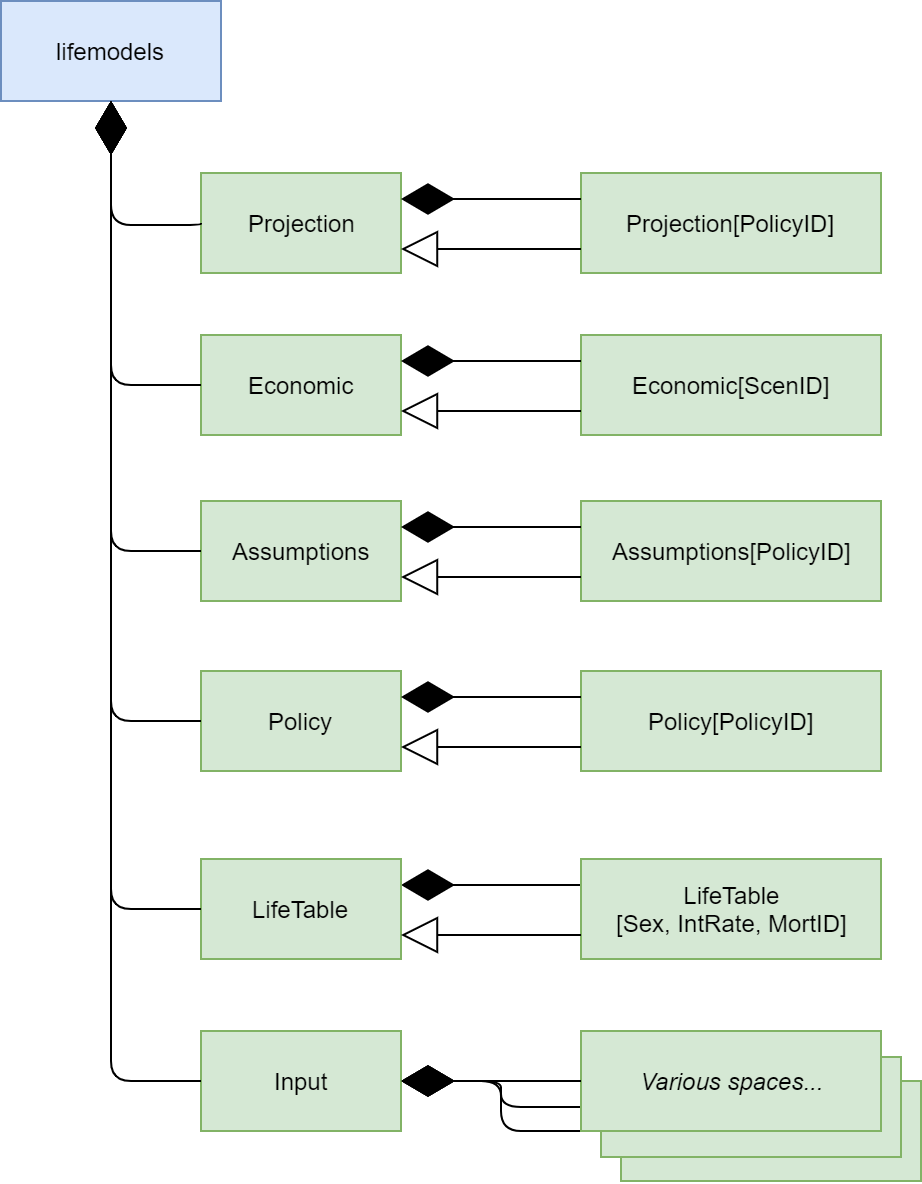 lifemodels
Projection
Projection[PolicyID]
Economic
Economic[ScenID]
Assumptions
Assumptions[PolicyID]
Policy
Policy[PolicyID]
LifeTable
LifeTable
[Sex, IntRate, MortID]
Input
Various spaces...